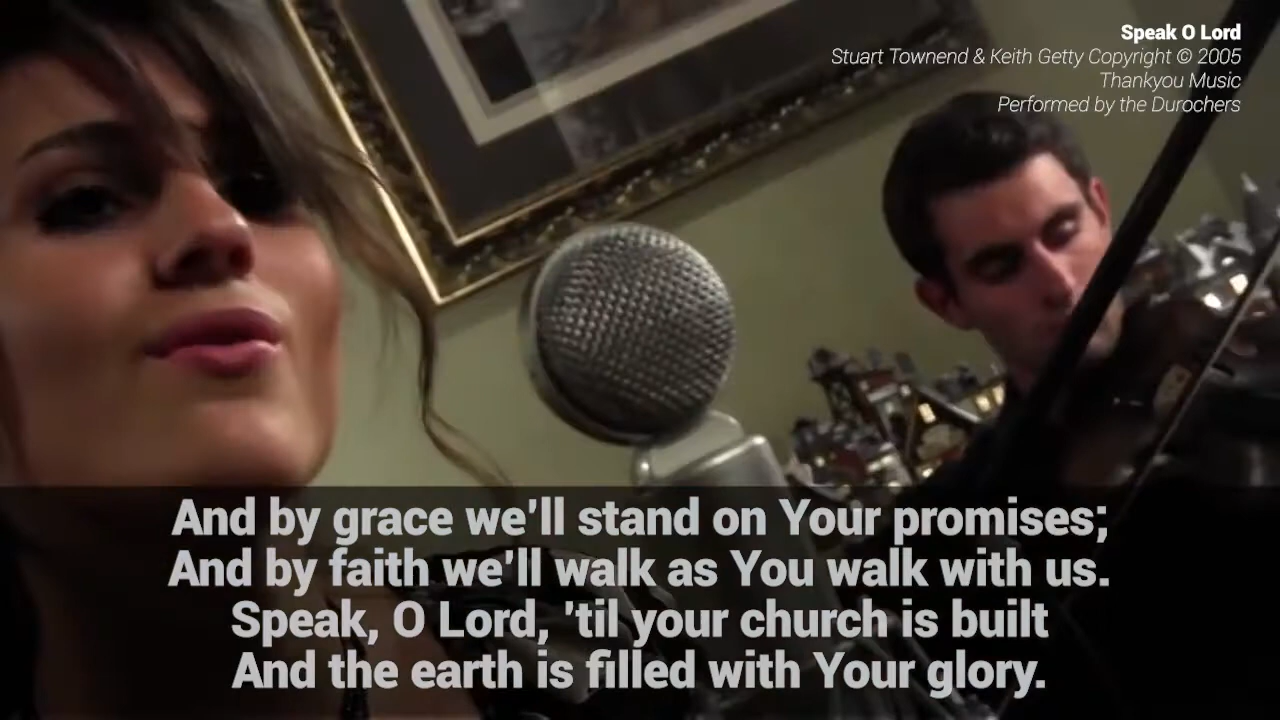 Speak O Lord
Stuart Townend & Keith Getty Copyright © 2005
Thankyou Music
Performed by the Durochers
And by grace we'll stand on Your promises;
And by faith we'll walk as You walk with us.
Speak, O Lord, 'til your church is built
And the earth is filled with Your glory.